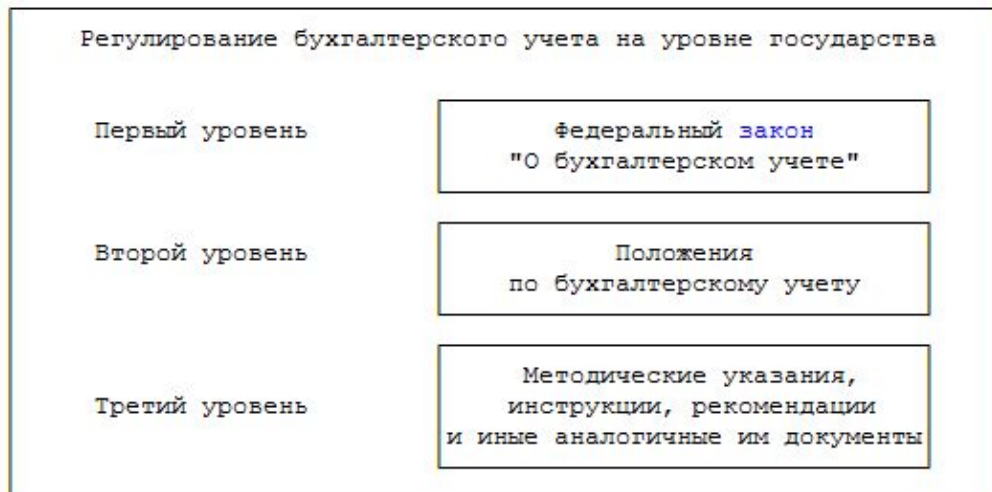 Регулирование бухгалтерского учета на уровне государства
Первый уровень
Федеральный закон
"О бухгалтерском учете"
Второй уровень
Положения
по бухгалтерскому учету
Третий уровень
Методические указания,
инструкции, рекомендации
и иные аналогичные им документы